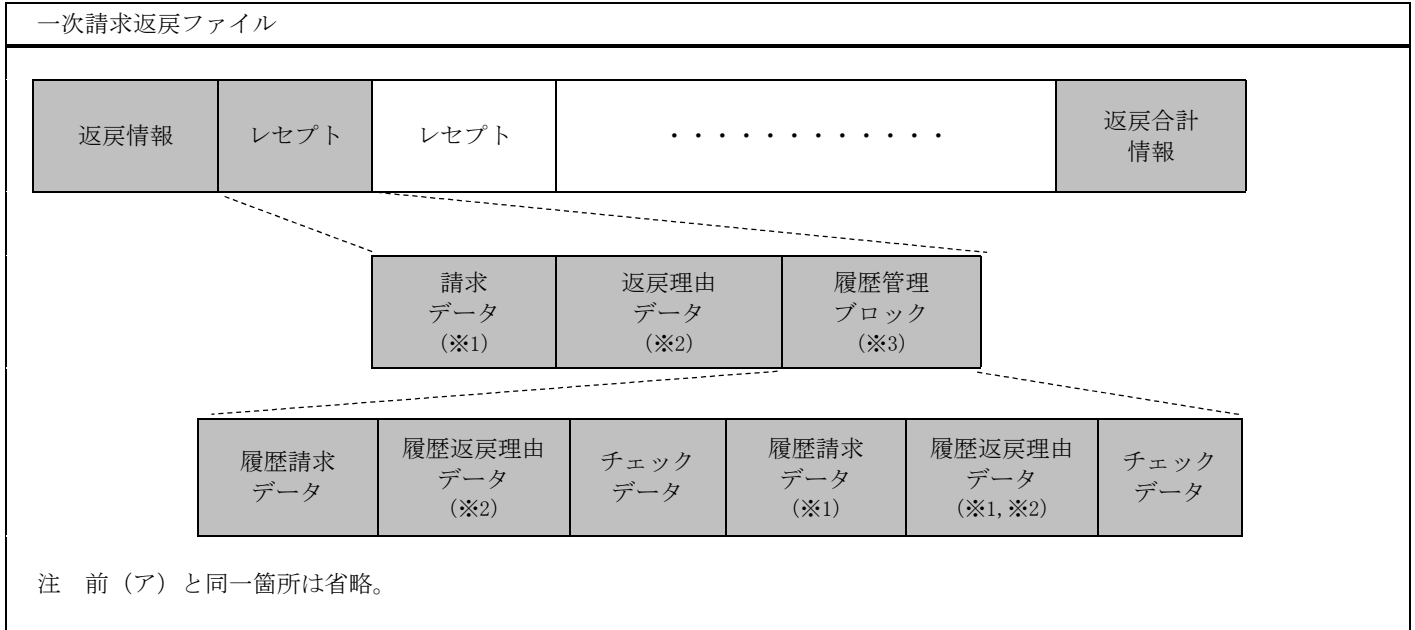 一次請求返戻ファイル
返戻情報
レセプト
レセプト
・・・・・・・・・・・・
返戻合計
情報
請求
データ
(※1)
返戻理由
データ
(※2)
履歴管理
ブロック
(※3)
履歴請求
データ
履歴返戻理由
データ
(※2)
チェック
データ
履歴請求
データ
(※1)
履歴返戻理由
データ
(※1,※2)
チェック
データ
注　前（ア）と同一箇所は省略。